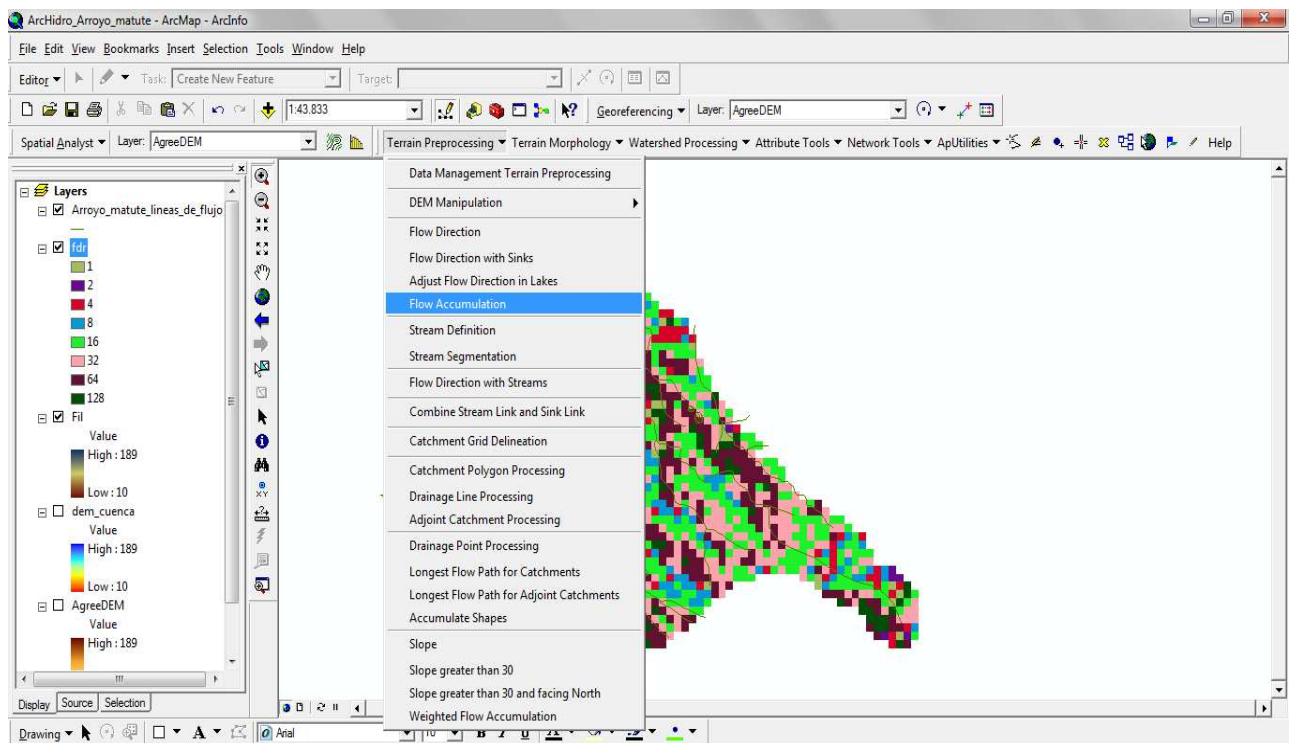 ArcHidro_Arroyo_matute - ArcMap - ArcInfo
File Edit View Bookmarks Insert Selection Tools Window Help
Editor Task: Create New Feature Target:
1:43.833 Georeferencing Layer: AgreeDEM
Spatial Analyst Layer: AgreeDEM Terrain Preprocessing Terrain Morphology Watershed Processing Attribute Tools Network Tools ApUtilities Help
Layers
Arroyo_matute_lineas_de_flujo
fdr
1
2
4
8
16
32
64
128
Fil
Value
High : 189
Low : 10
dem_cuenca
Value
High : 189
Low : 10
AgreeDEM
Value
High : 189
Display Source Selection
Data Management Terrain Preprocessing
DEM Manipulation
Flow Direction
Flow Direction with Sinks
Adjust Flow Direction in Lakes
Flow Accumulation
Stream Definition
Stream Segmentation
Flow Direction with Streams
Combine Stream Link and Sink Link
Catchment Grid Delineation
Catchment Polygon Processing
Drainage Line Processing
Adjoint Catchment Processing
Drainage Point Processing
Longest Flow Path for Catchments
Longest Flow Path for Adjoint Catchments
Accumulate Shapes
Slope
Slope greater than 30
Slope greater than 30 and facing North
Weighted Flow Accumulation
Drawing A Arial 10 B I U A